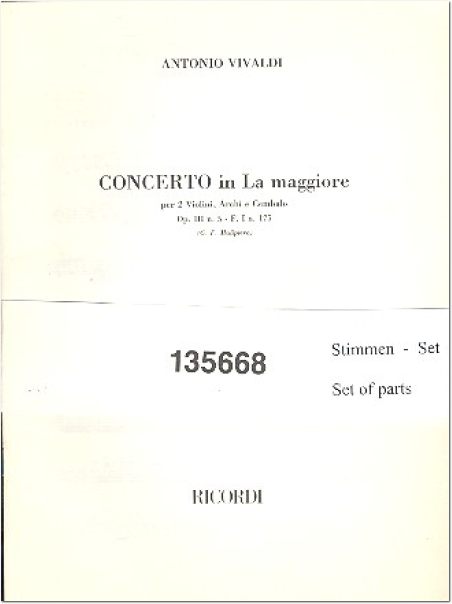 ANTONIO VIVALDI
CONCERTO in La maggiore
per 2 Violini, Archi e Cembalo
Op. III n. 5 - F. I n. 175
(G. F. Malipiero)
135668
Stimmen - Set
Set of parts
RICORDI